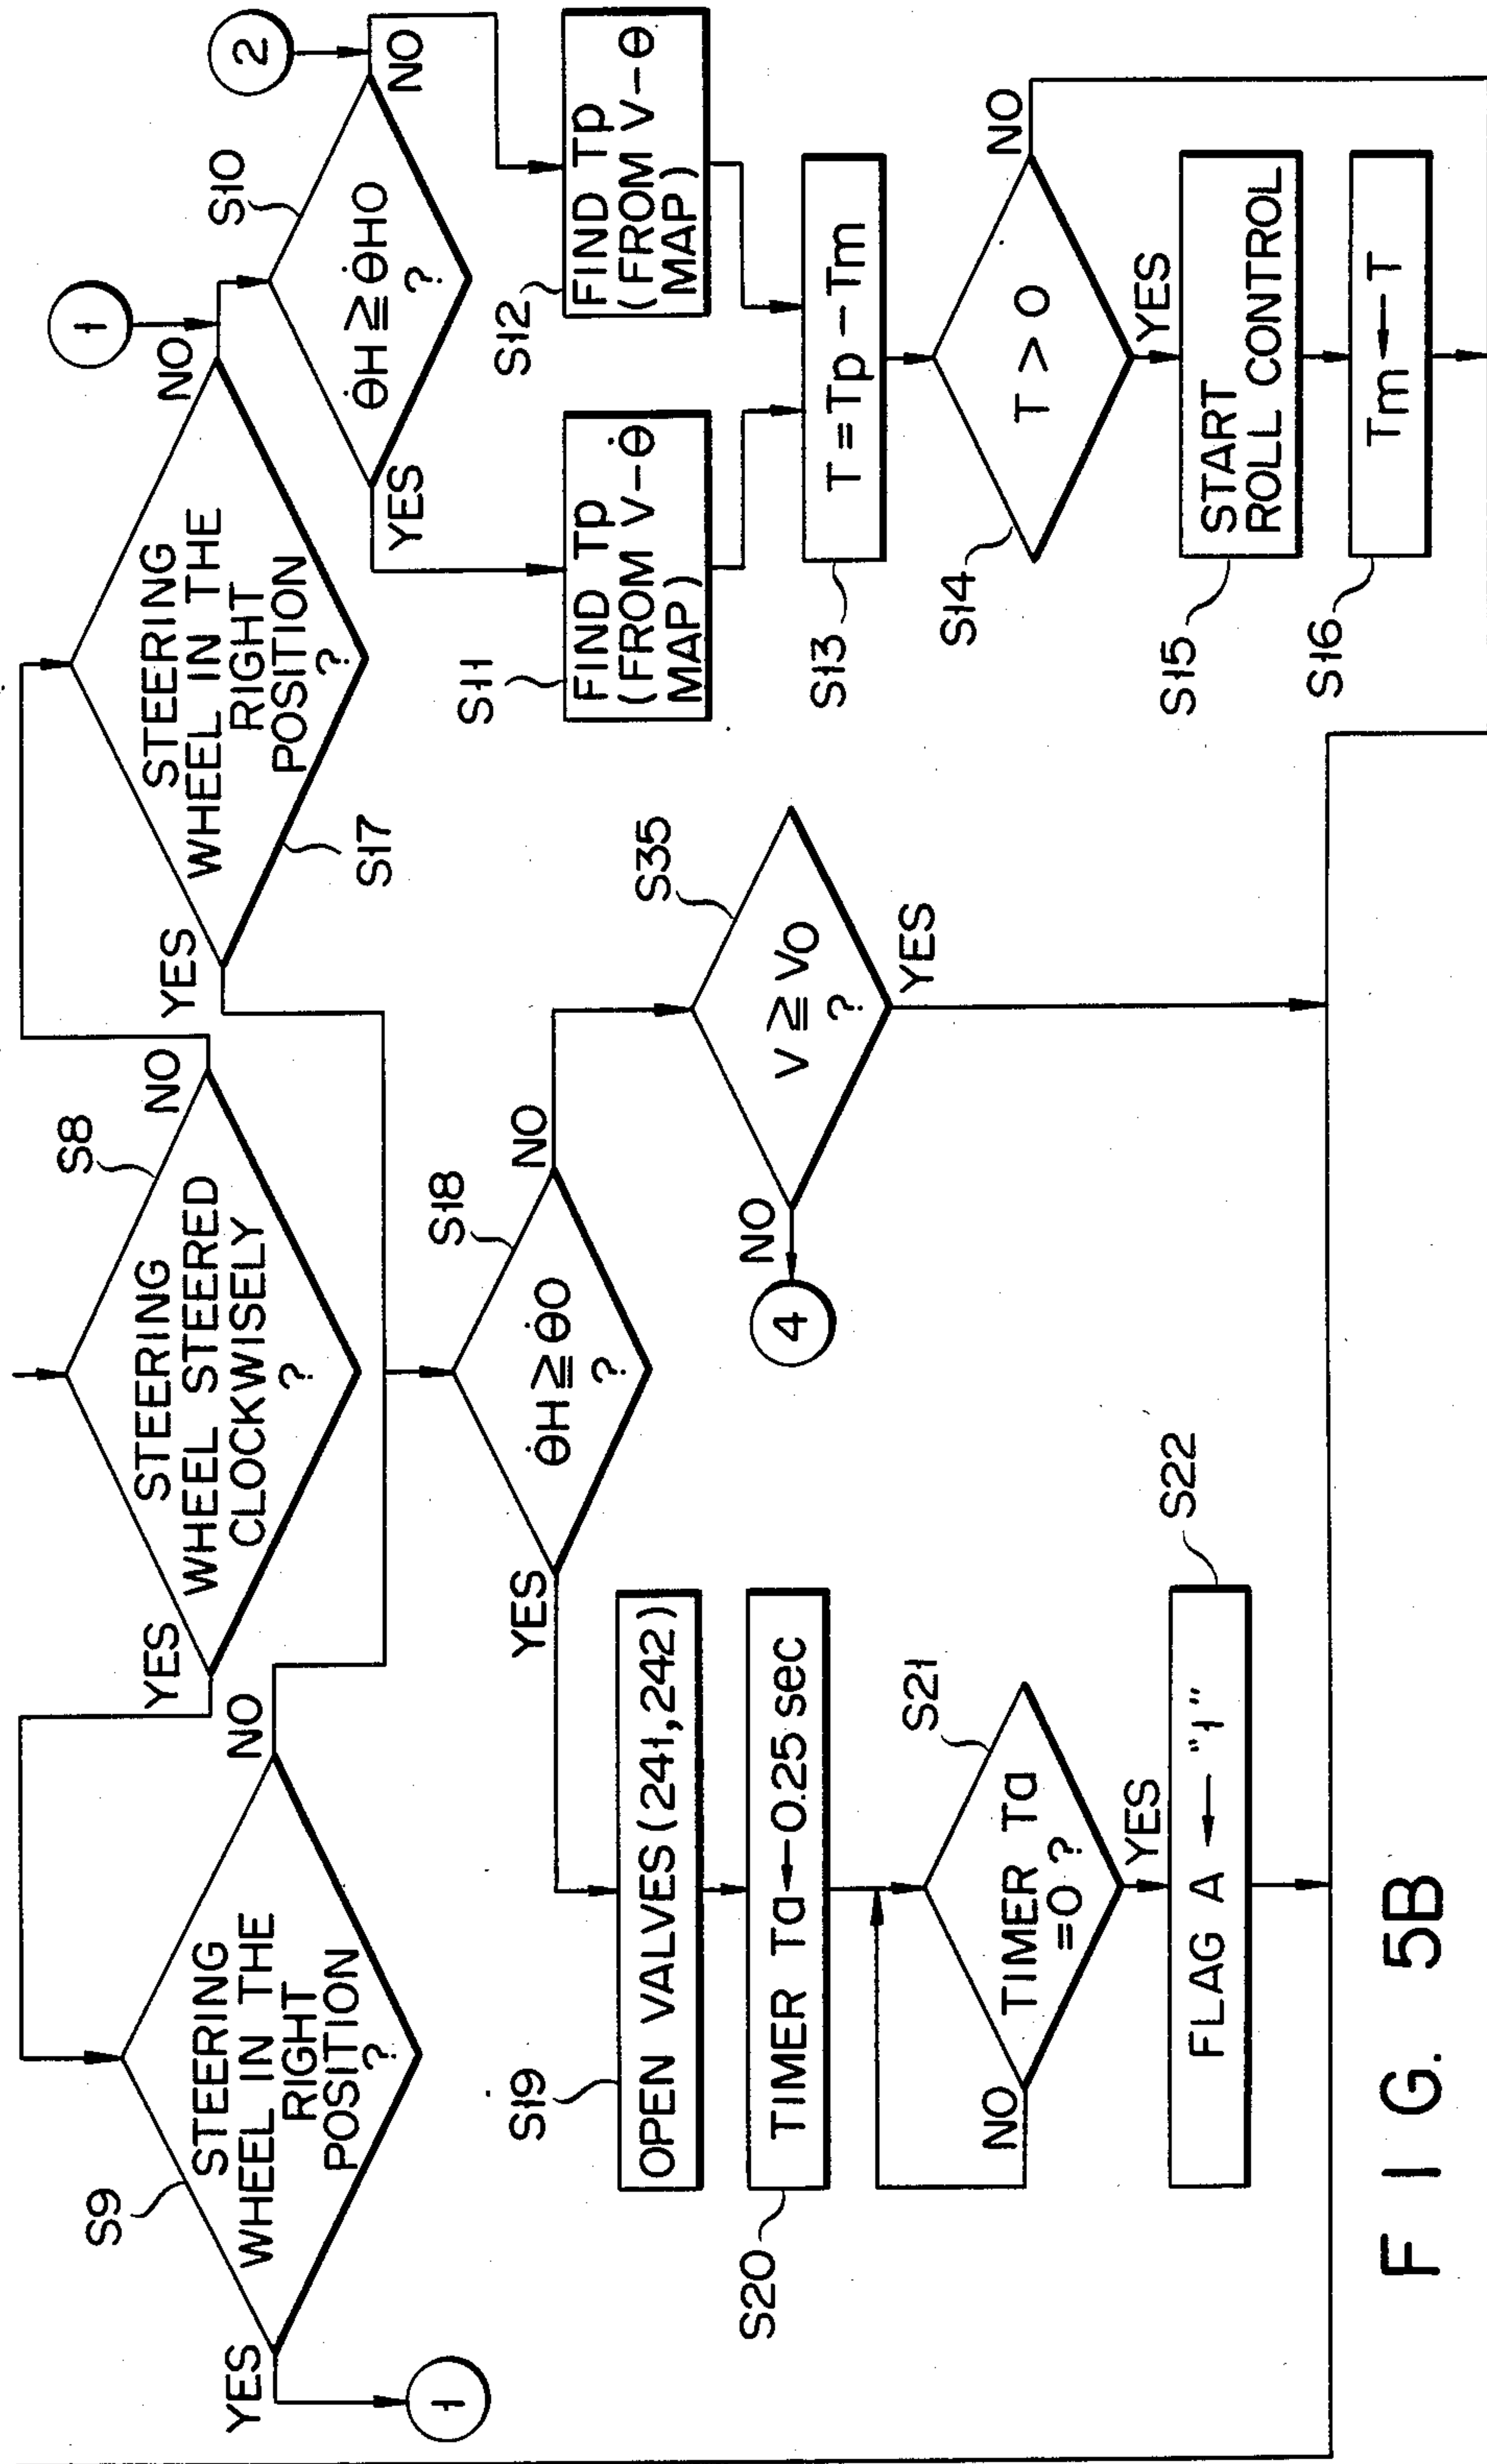 S8
STEERING
WHEEL STEERED
CLOCKWISELY
?
YES
NO
S9
STEERING
WHEEL IN THE
RIGHT
POSITION
?
YES
NO
1
STEERING
WHEEL IN THE
RIGHT
POSITION
?
S17
YES
NO
1
S10
θ̇H ≧ θ̇HO
?
YES
NO
2
S11
FIND Tp
(FROM V-θ̇
MAP)
S12
FIND Tp
(FROM V-θ
MAP)
S13
T = Tp - Tm
S14
T > 0
NO
YES
S15
START
ROLL CONTROL
S16
Tm ← T
S18
θ̇H ≧ θ̇O
?
YES
NO
S35
V ≧ VO
?
NO
YES
4
S19
OPEN VALVES (241,242)
S20
TIMER Ta ← 0.25 sec
S21
TIMER Ta
=0 ?
NO
YES
S22
FLAG A ← "1"
FIG. 5B